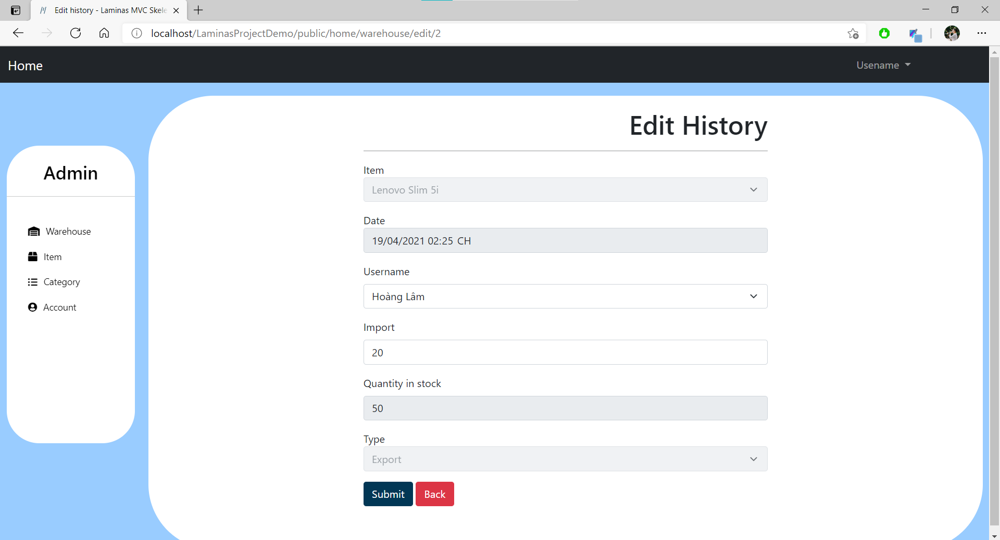 Edit history - Laminas MVC Skele
localhost/LaminasProjectDemo/public/home/warehouse/edit/2
Home
Usename
Admin
Warehouse
Item
Category
Account
Edit History
Item
Lenovo Slim 5i
Date
19/04/2021 02:25 CH
Username
Hoàng Lâm
Import
20
Quantity in stock
50
Type
Export
Submit Back